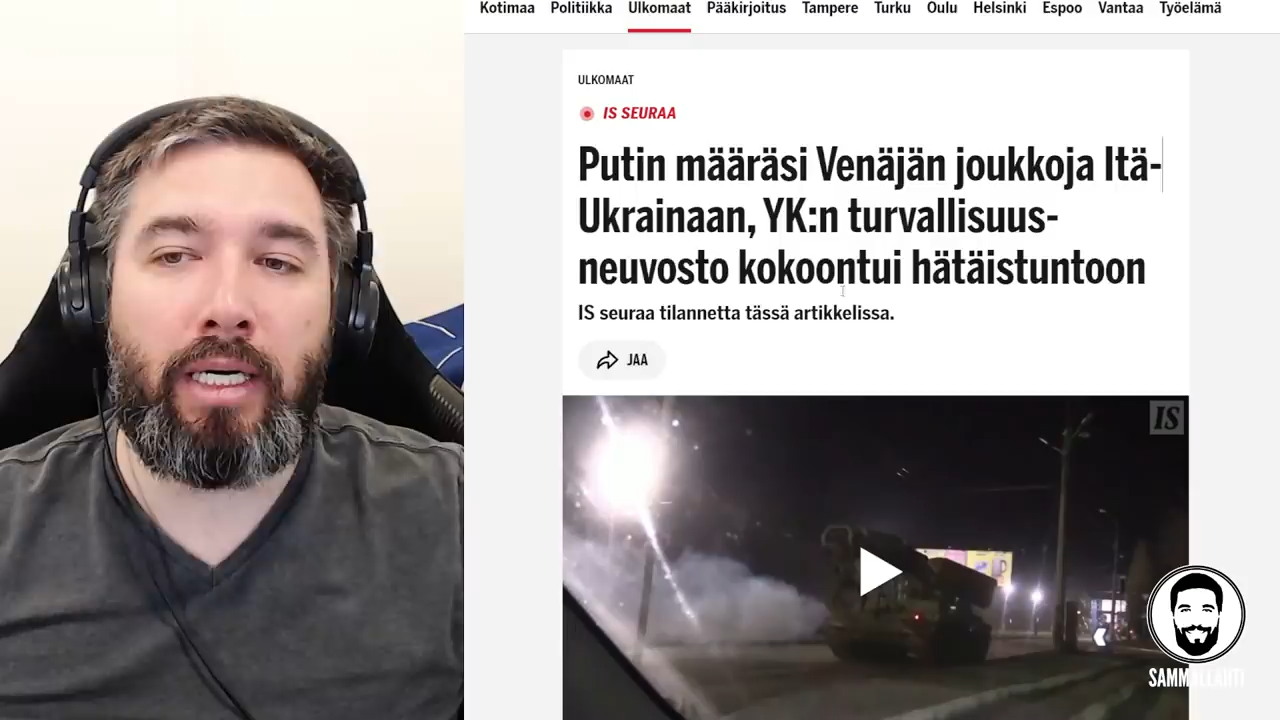 Kotimaa Politiikka Ulkomaat Pääkirjoitus Tampere Turku Oulu Helsinki Espoo Vantaa Työelämä
ULKOMAAT
IS SEURAA
Putin määräsi Venäjän joukkoja Itä-
Ukrainaan, YK:n turvallisuus-
neuvosto kokoontui hätäistuntoon
IS seuraa tilannetta tässä artikkelissa.
JAA
IS
SAMMALLAHTI